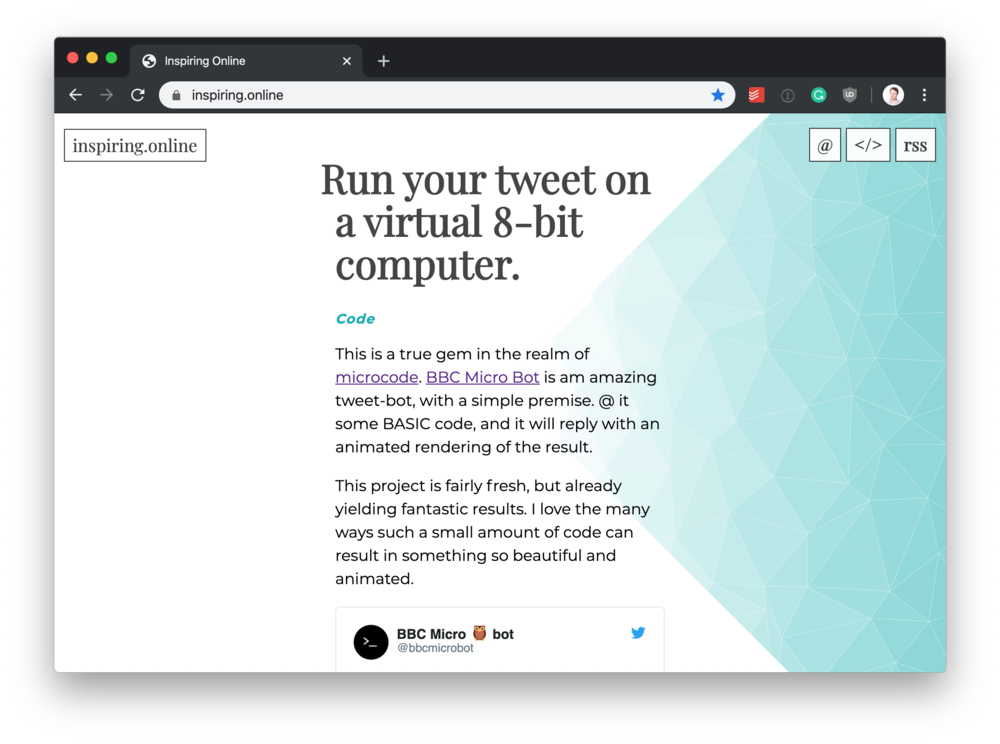 Inspiring Online
inspiring.online
inspiring.online
@
</>
rss
Run your tweet on
a virtual 8-bit
computer.
Code
This is a true gem in the realm of
microcode. BBC Micro Bot is am amazing
tweet-bot, with a simple premise. @ it
some BASIC code, and it will reply with an
animated rendering of the result.
This project is fairly fresh, but already
yielding fantastic results. I love the many
ways such a small amount of code can
result in something so beautiful and
animated.
>_
BBC Micro 🦉 bot
@bbcmicrobot